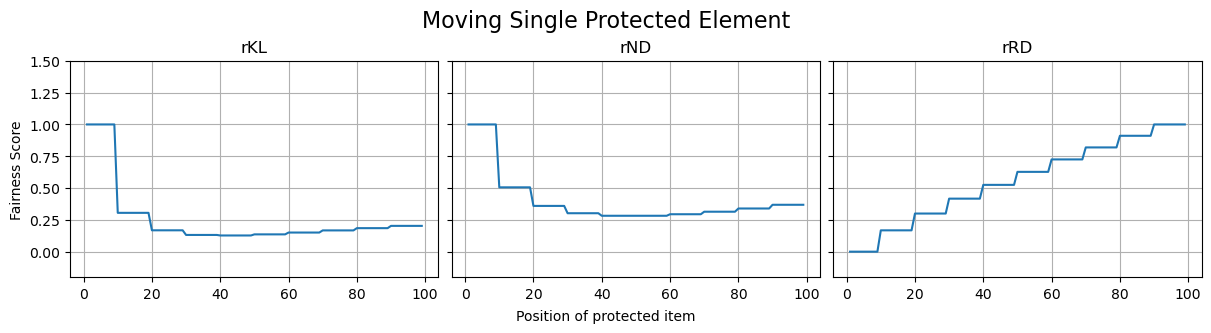 Moving Single Protected Element
rKL rND rRD
1.50
1.25
1.00
0.75
0.50
0.25
0.00
Fairness Score
0 20 40 60 80 100 0 20 40 60 80 100 0 20 40 60 80 100
Position of protected item